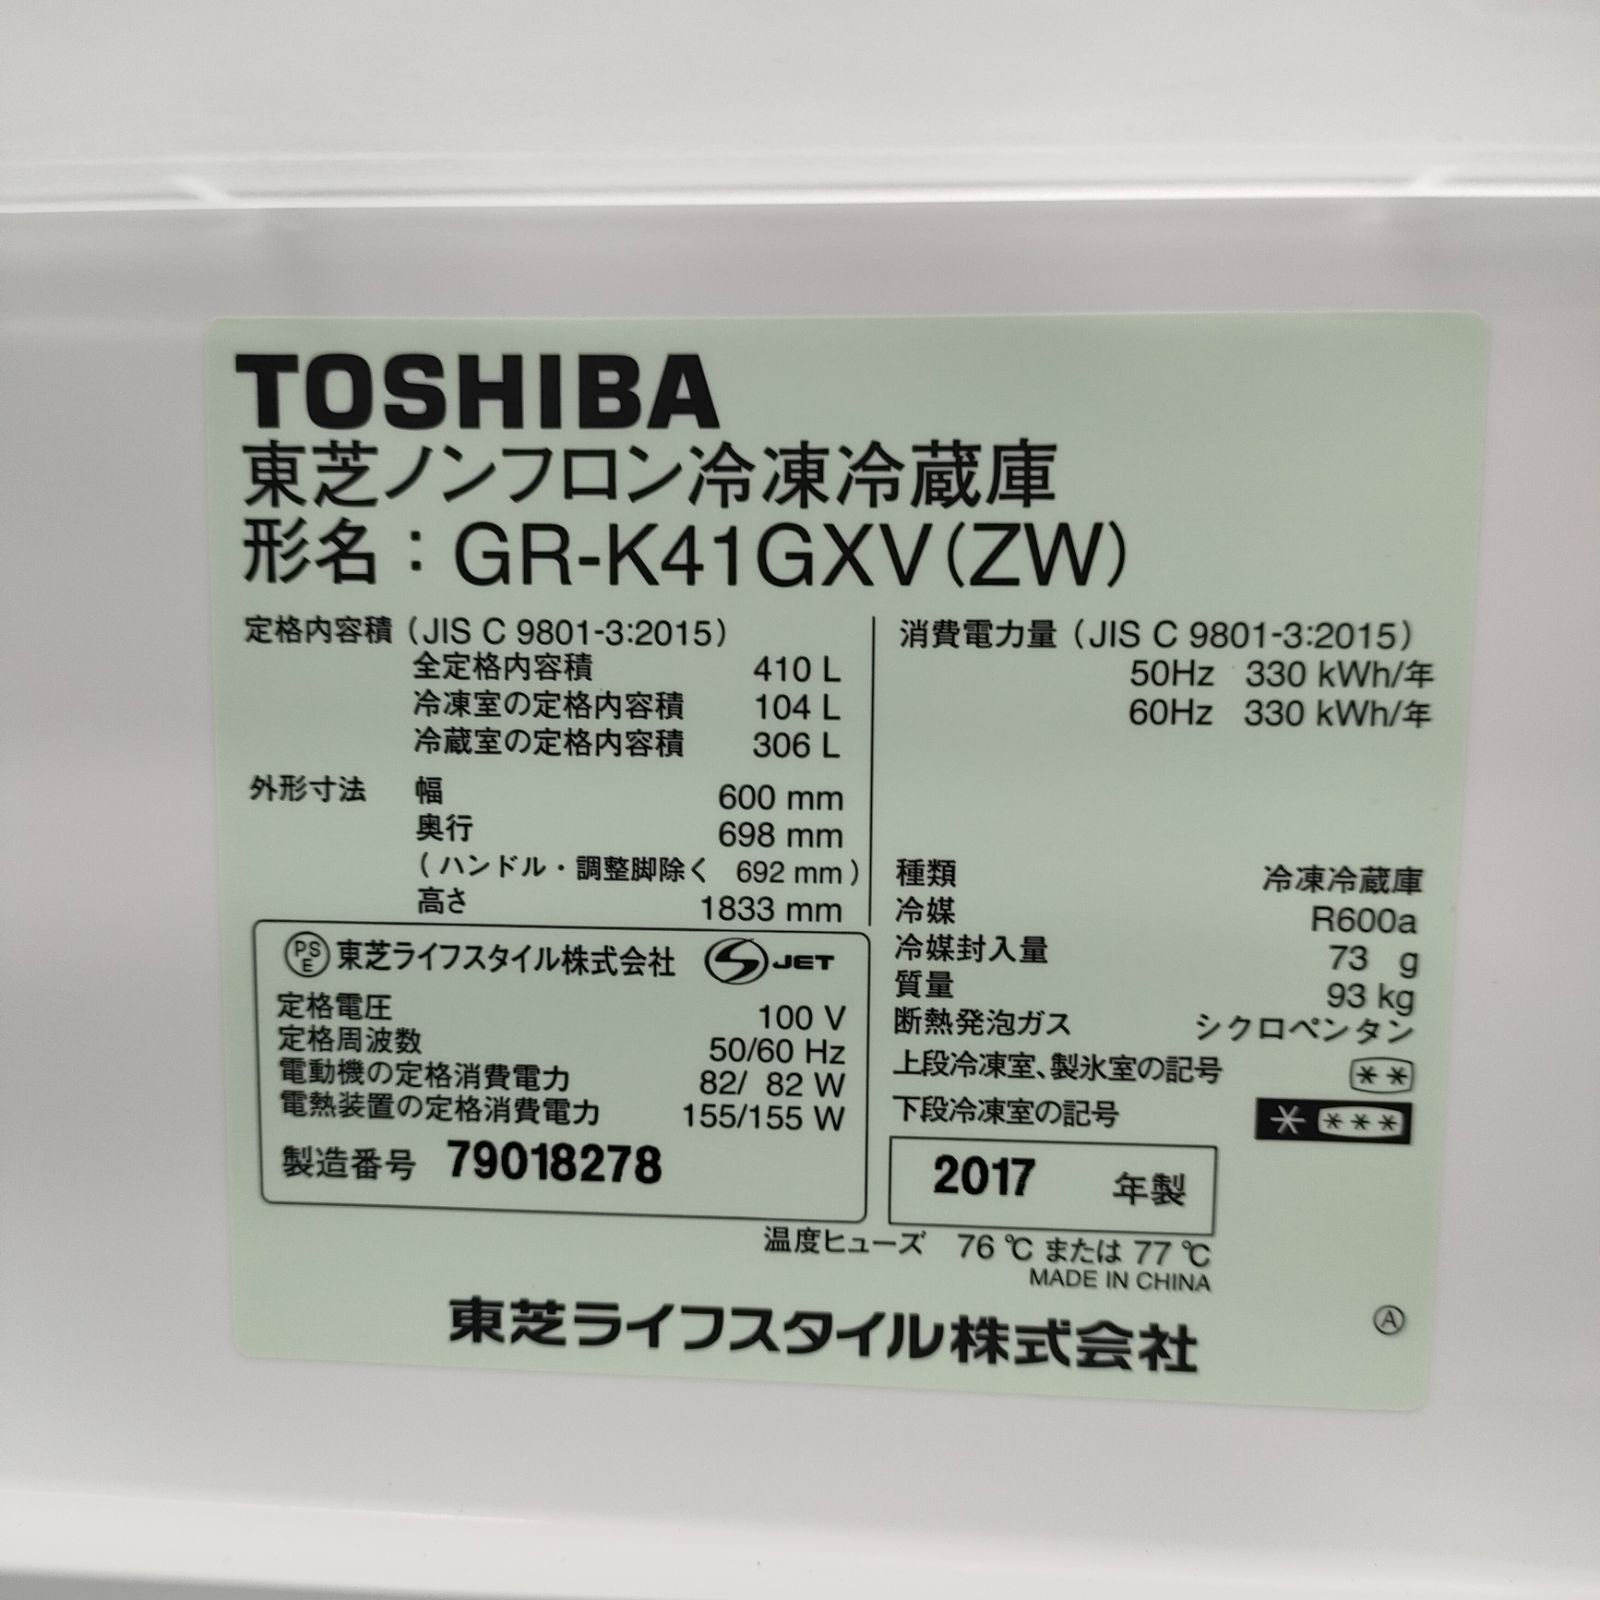 TOSHIBA
東芝ノンフロン冷凍冷蔵庫
形名：GR-K41GXV(ZW)
定格内容積（JIS C 9801-3:2015）
全定格内容積 410 L
冷凍室の定格内容積 104 L
冷蔵室の定格内容積 306 L
外形寸法 幅 600 mm
奥行 698 mm
（ハンドル・調整脚除く 692 mm）
高さ 1833 mm
消費電力量（JIS C 9801-3:2015）
50Hz 330 kWh/年
60Hz 330 kWh/年
種類 冷凍冷蔵庫
冷媒 R600a
冷媒封入量 73 g
質量 93 kg
断熱発泡ガス シクロペンタン
上段冷凍室、製氷室の記号 **
下段冷凍室の記号 * ***
PSE 東芝ライフスタイル株式会社 S JET
定格電圧 100 V
定格周波数 50/60 Hz
電動機の定格消費電力 82/ 82 W
電熱装置の定格消費電力 155/155 W
製造番号 79018278
2017 年製
温度ヒューズ 76 ℃ または 77 ℃
MADE IN CHINA
東芝ライフスタイル株式会社
Ⓐ